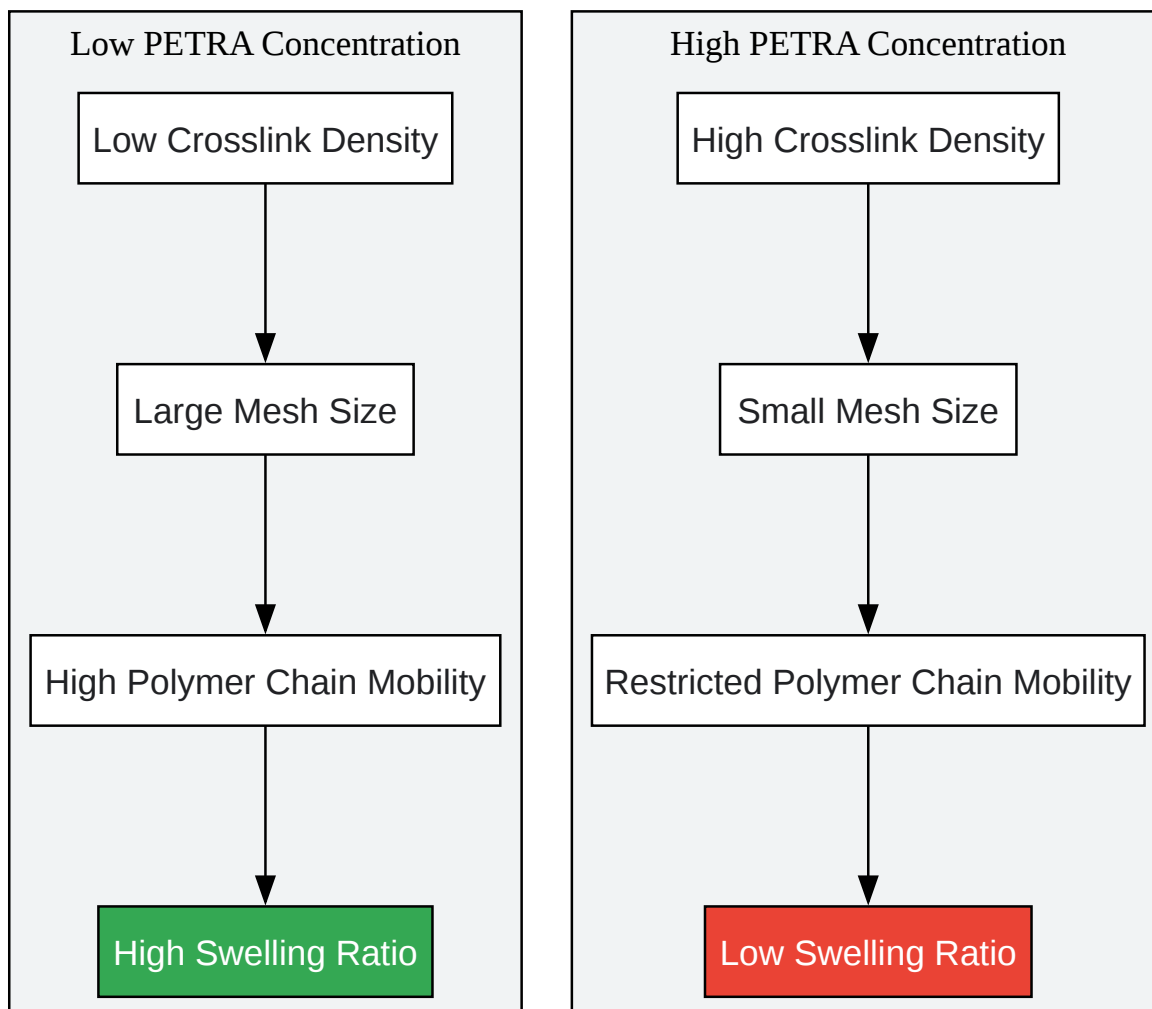 Low PETRA Concentration
Low Crosslink Density
Large Mesh Size
High Polymer Chain Mobility
High Swelling Ratio
High PETRA Concentration
High Crosslink Density
Small Mesh Size
Restricted Polymer Chain Mobility
Low Swelling Ratio